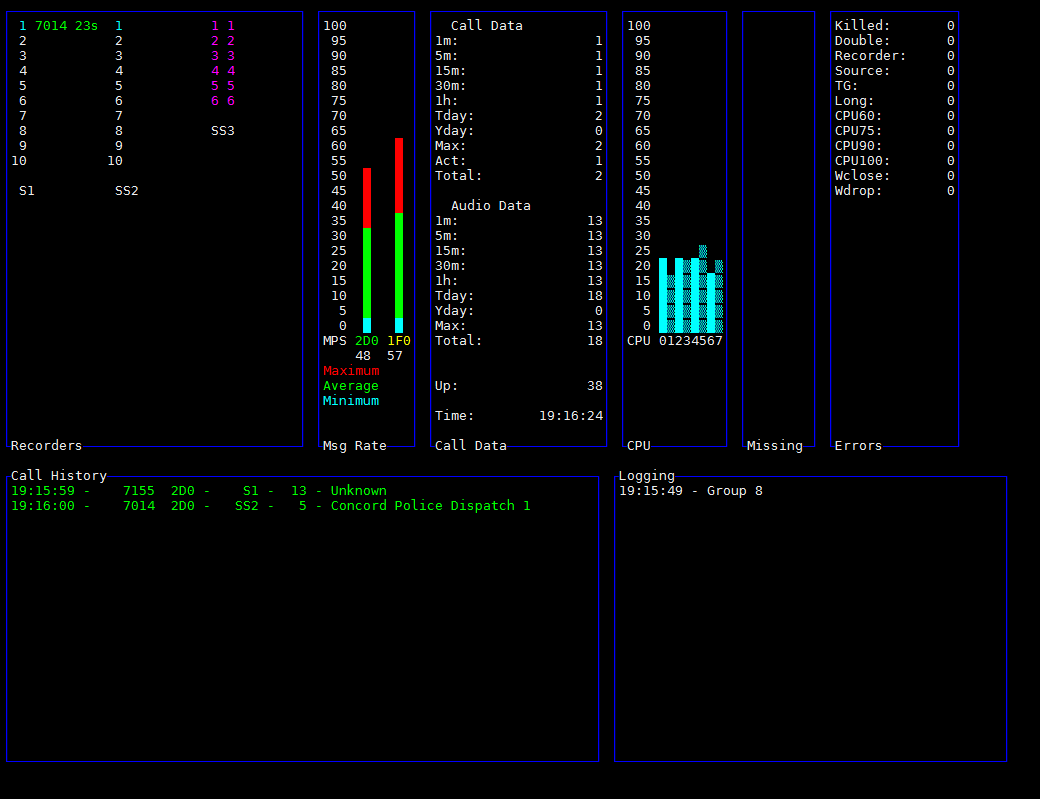 1 7014 23s 1 1 1
2 2 2 2
3 3 3 3
4 4 4 4
5 5 5 5
6 6 6 6
7 7
8 8 SS3
9 9
10 10
S1 SS2
Recorders
100
95
90
85
80
75
70
65
60
55
50
45
40
35
30
25
20
15
10
5
0
MPS 2D0 1F0
48 57
Maximum
Average
Minimum
Msg Rate
Call Data
1m: 1
5m: 1
15m: 1
30m: 1
1h: 1
Tday: 2
Yday: 0
Max: 2
Act: 1
Total: 2
Audio Data
1m: 13
5m: 13
15m: 13
30m: 13
1h: 13
Tday: 18
Yday: 0
Max: 13
Total: 18
Up: 38
Time: 19:16:24
Call Data
100
95
90
85
80
75
70
65
60
55
50
45
40
35
30
25
20
15
10
5
0
CPU 01234567
CPU
Missing
Killed: 0
Double: 0
Recorder: 0
Source: 0
TG: 0
Long: 0
CPU60: 0
CPU75: 0
CPU90: 0
CPU100: 0
Wclose: 0
Wdrop: 0
Errors
Call History
19:15:59 - 7155 2D0 - S1 - 13 - Unknown
19:16:00 - 7014 2D0 - SS2 - 5 - Concord Police Dispatch 1
Logging
19:15:49 - Group 8